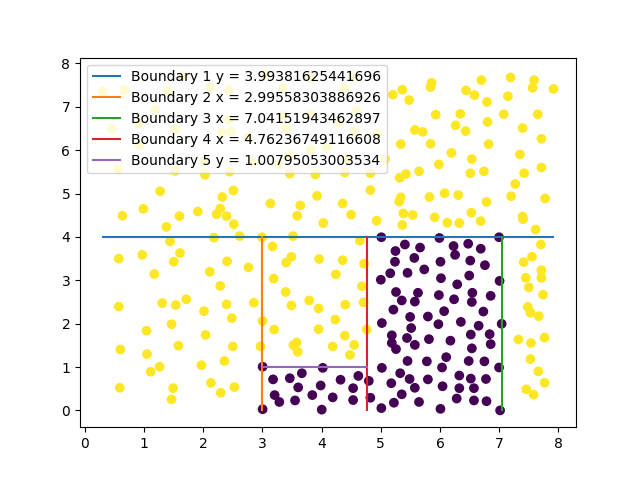 8
7
6
5
4
3
2
1
0
Boundary 1 y = 3.99381625441696
Boundary 2 x = 2.99558303886926
Boundary 3 x = 7.04151943462897
Boundary 4 x = 4.76236749116608
Boundary 5 y = 1.00795053003534
0 1 2 3 4 5 6 7 8